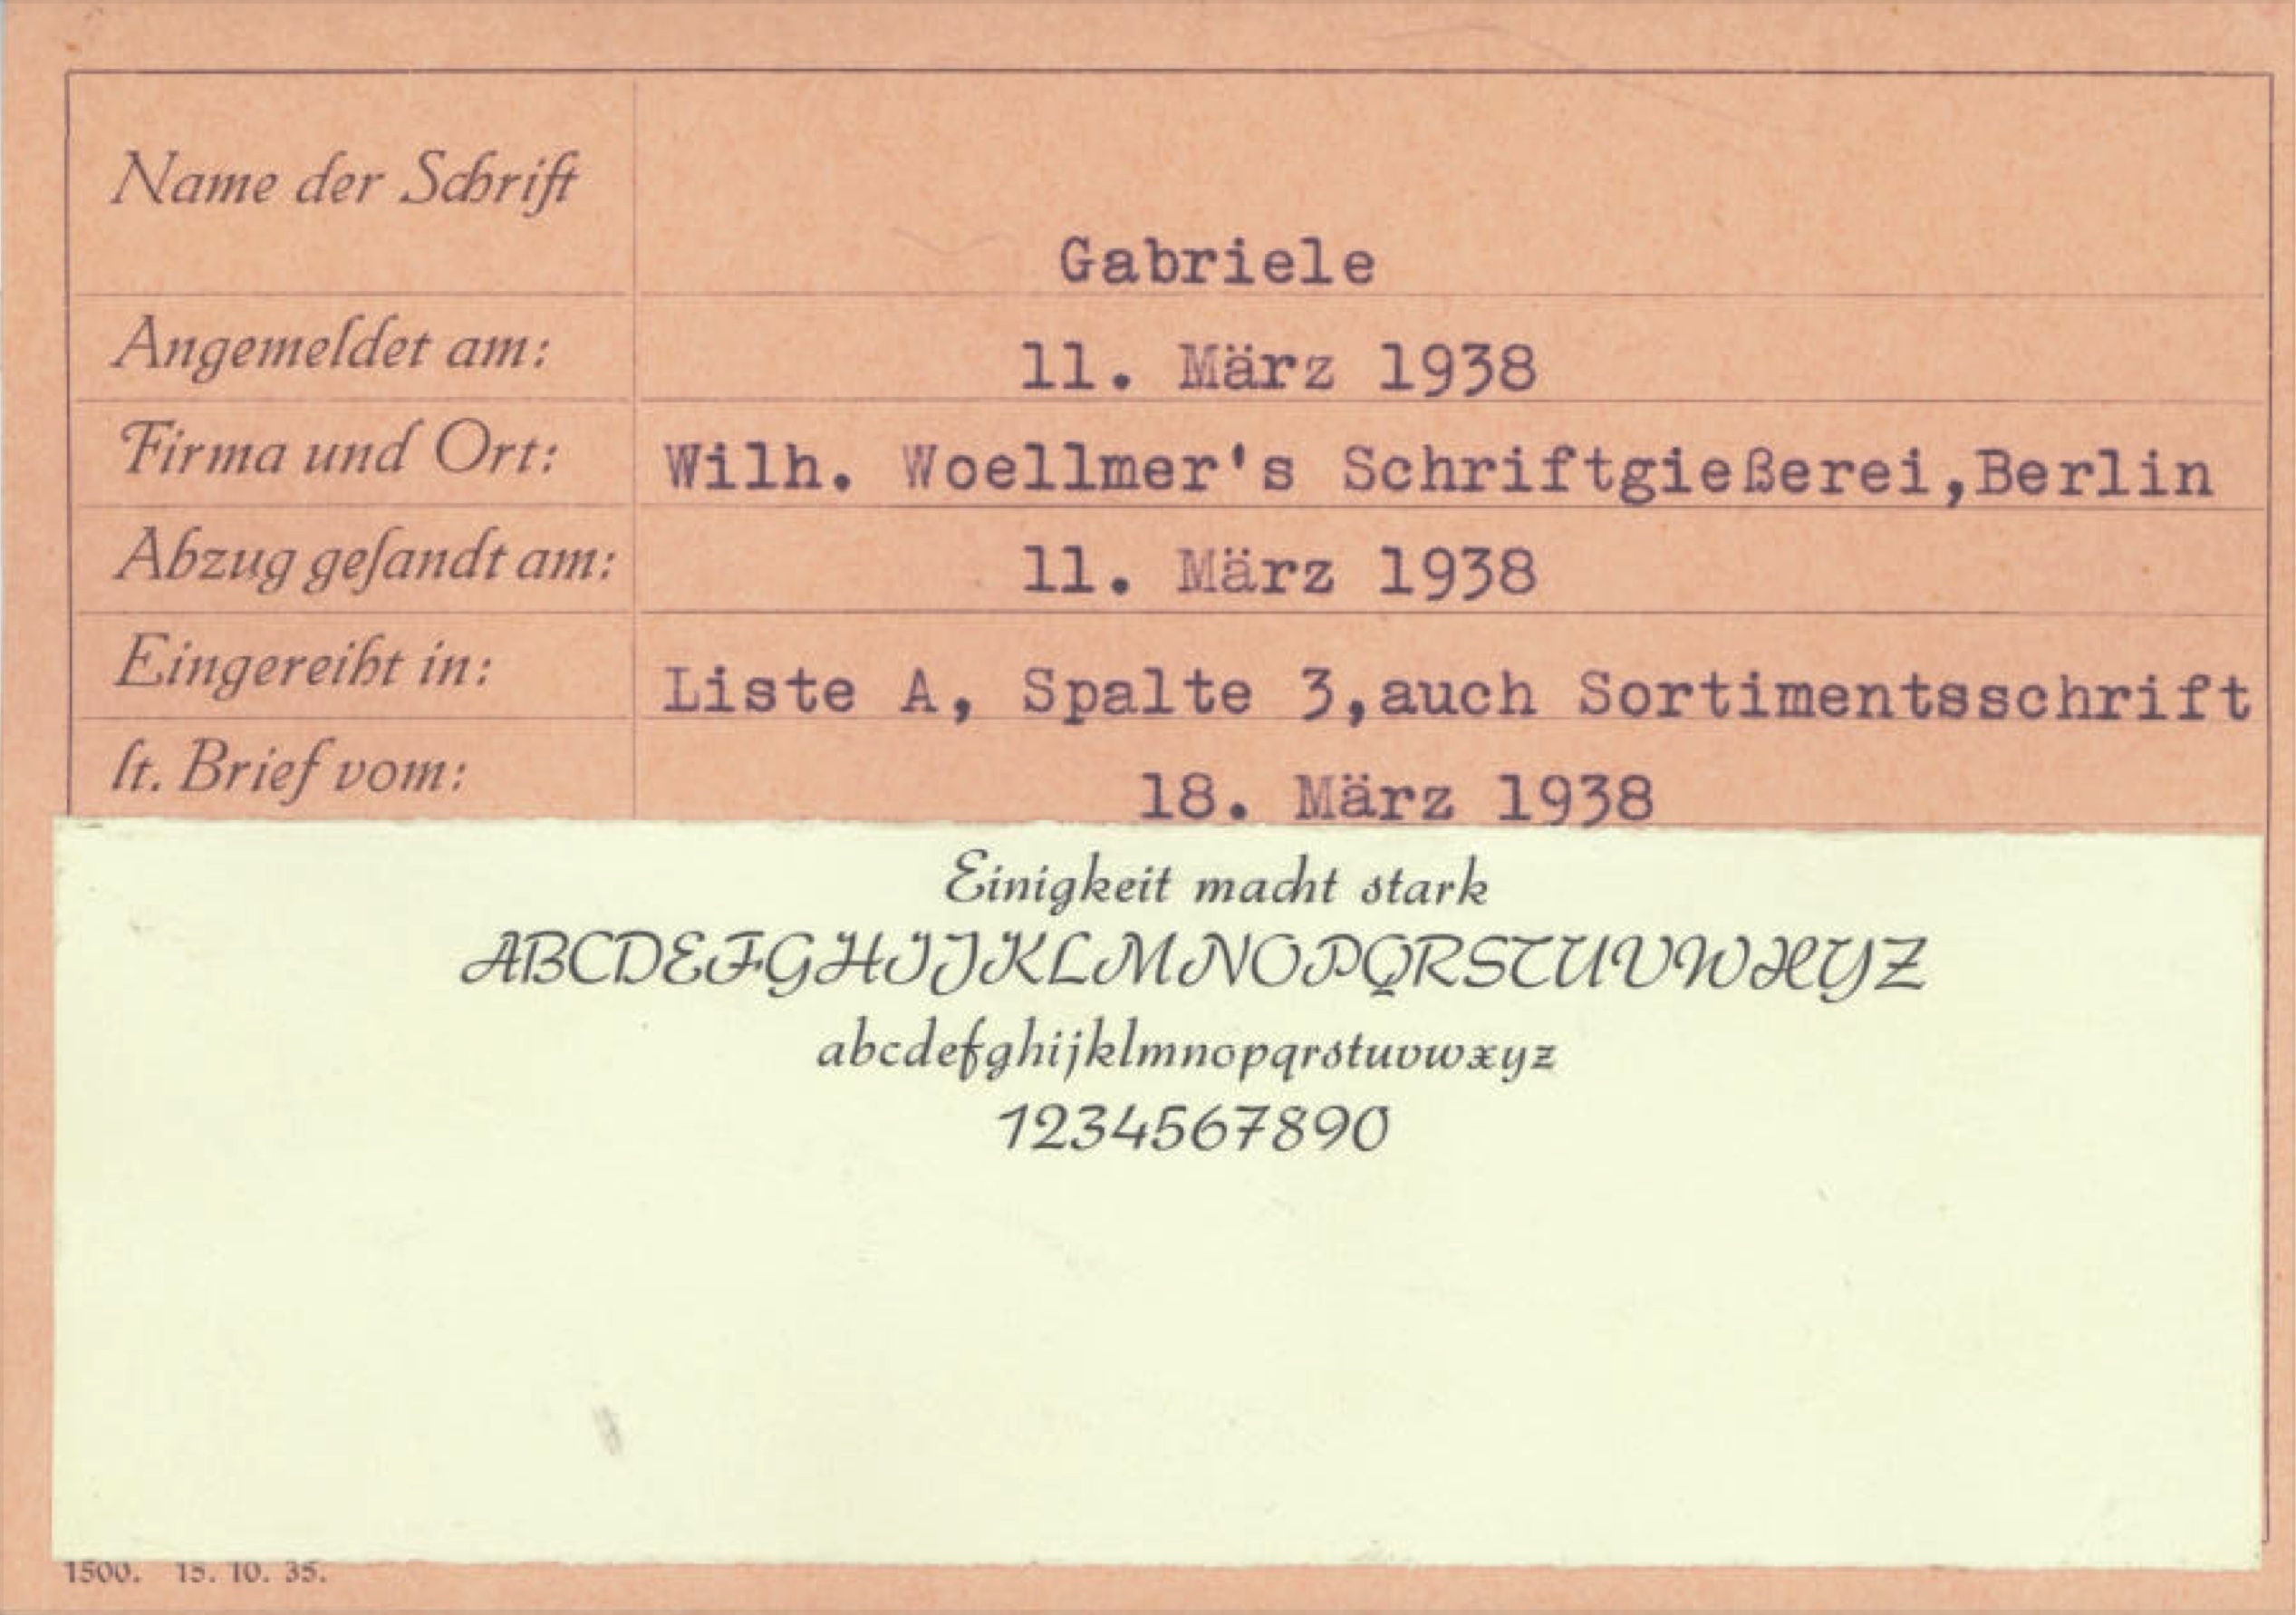 Name der Schrift
Gabriele
Angemeldet am: 11. März 1938
Firma und Ort: Wilh. Woellmer's Schriftgießerei,Berlin
Abzug geſandt am: 11. März 1938
Eingereiht in: Liste A, Spalte 3,auch Sortimentsschrift
lt. Brief vom: 18. März 1938
Einigkeit macht stark
ABCDEFGHIJKLMNOPQRSTUVWXYZ
abcdefghijklmnopqrstuvwxyz
1234567890
1500. 15. 10. 35.